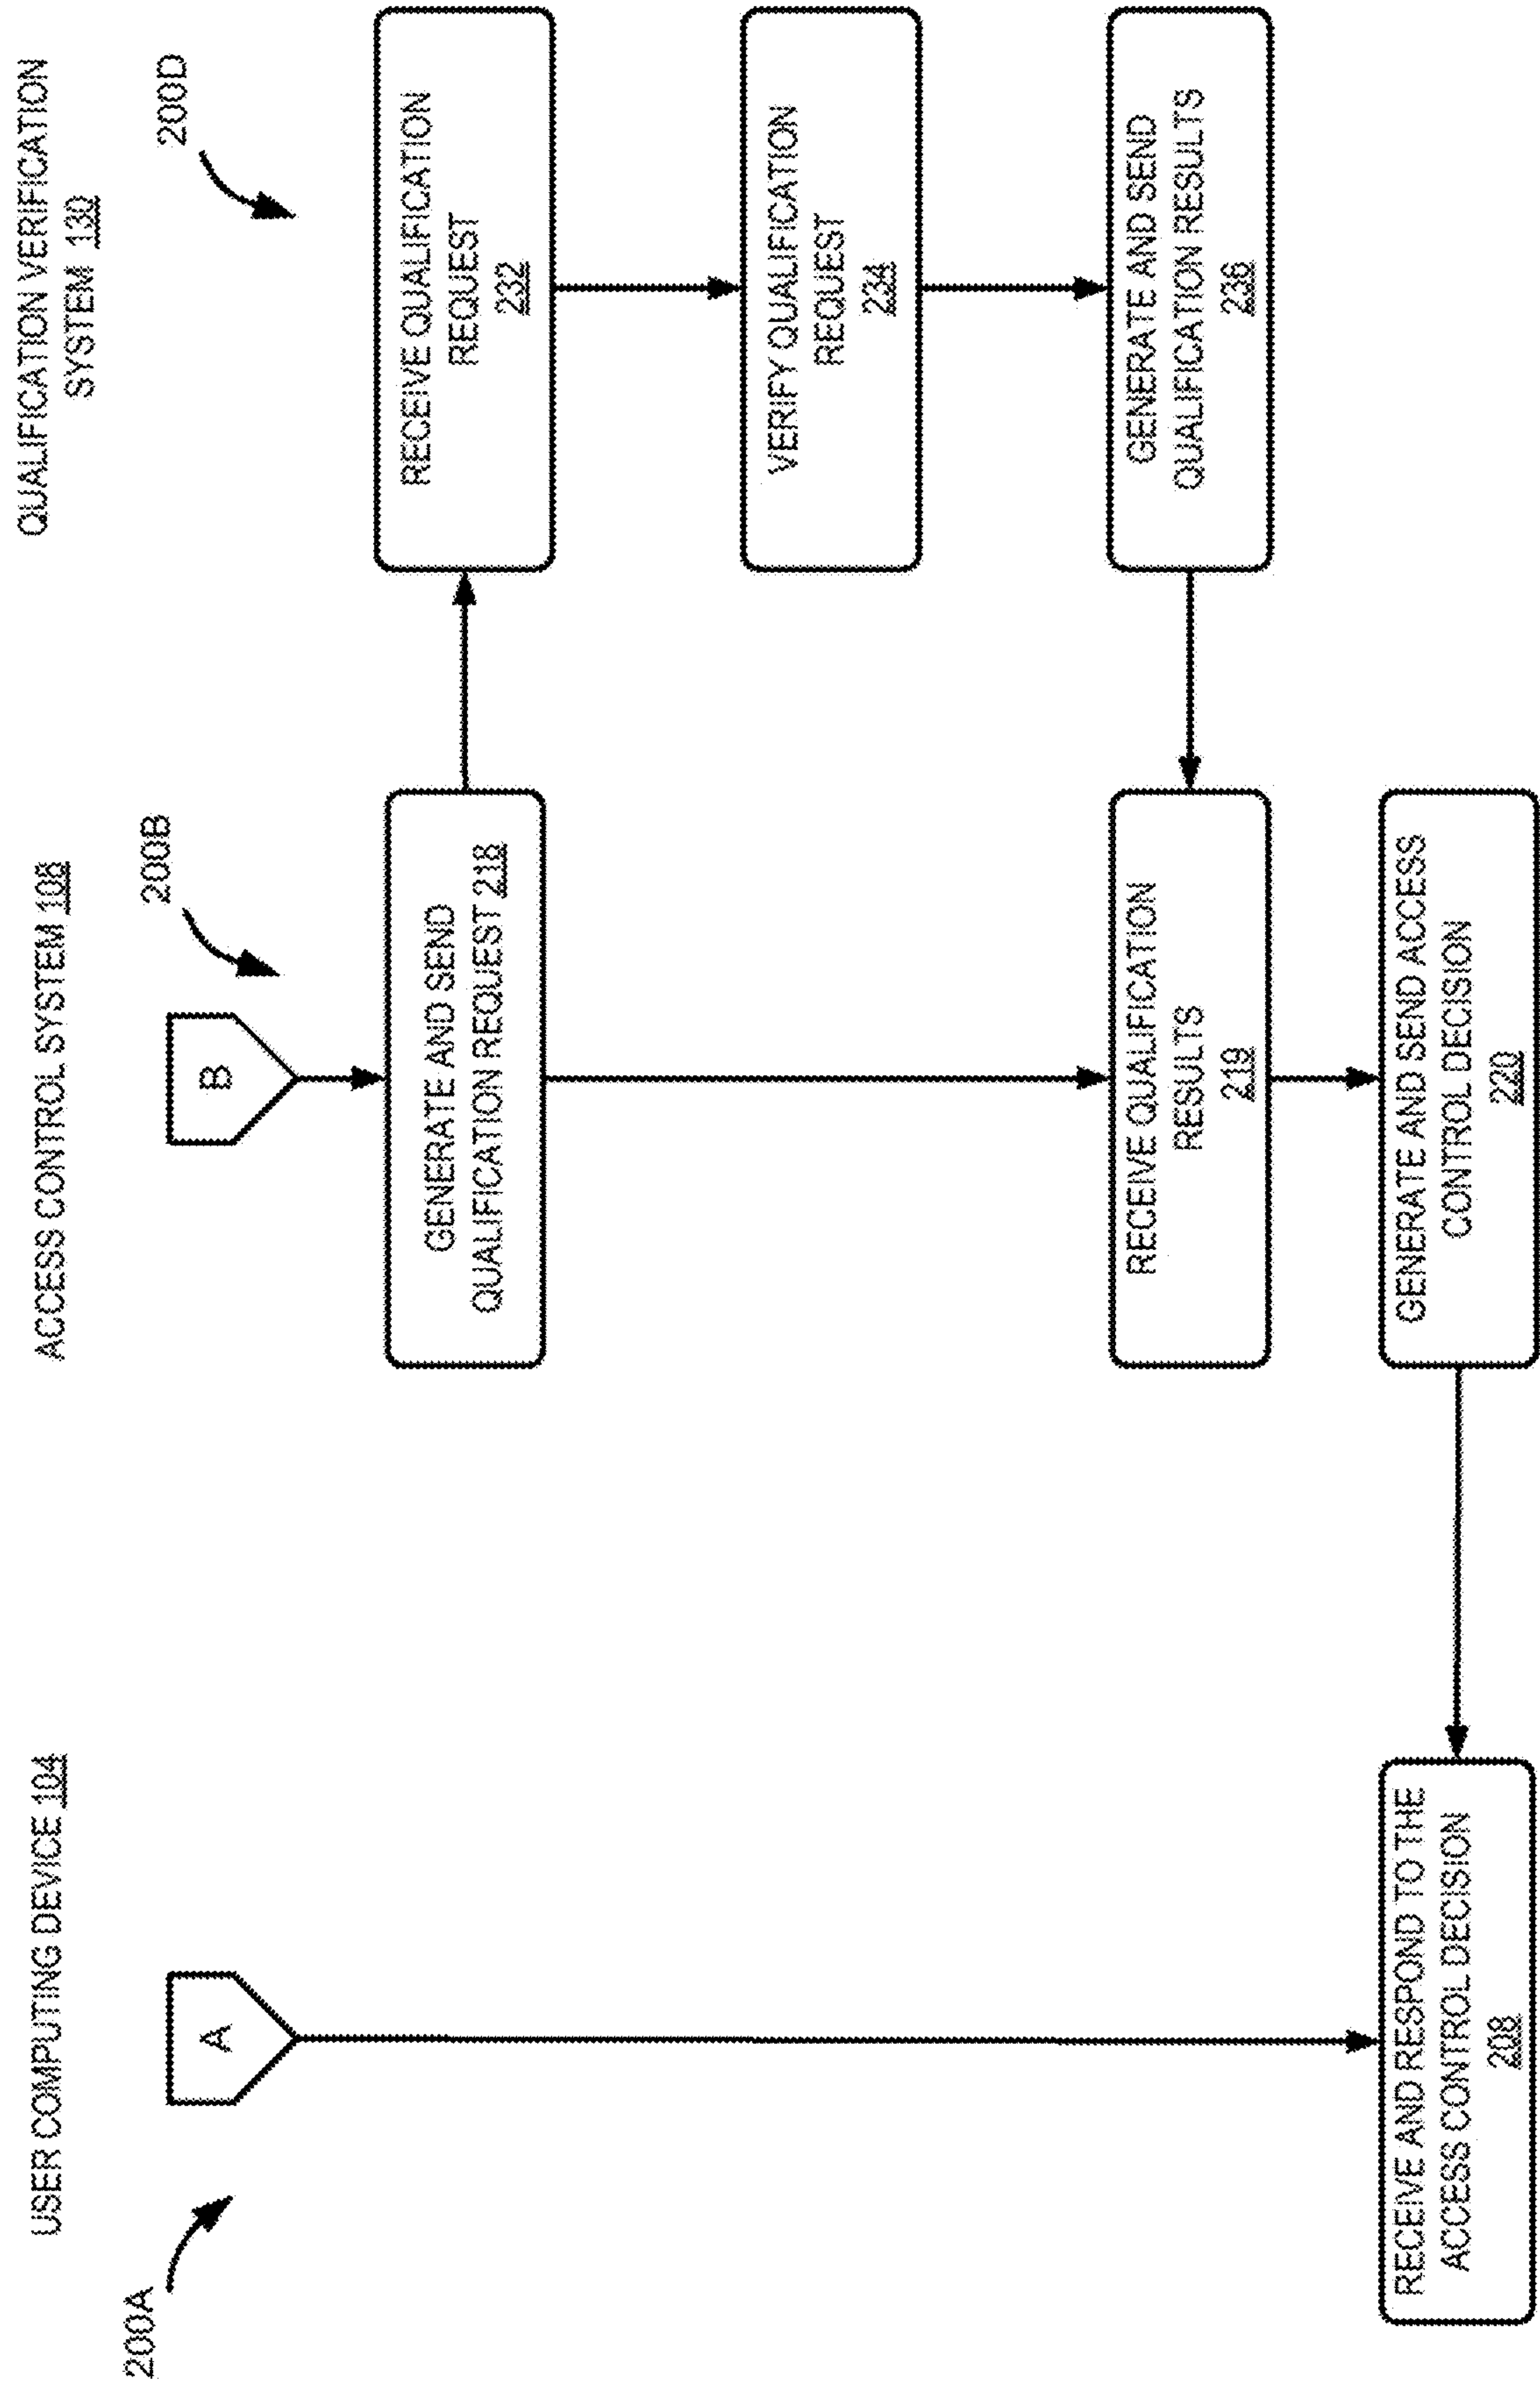 USER COMPUTING DEVICE 104
200A
A
RECEIVE AND RESPOND TO THE
ACCESS CONTROL DECISION
208
ACCESS CONTROL SYSTEM 108
200B
B
GENERATE AND SEND
QUALIFICATION REQUEST 218
RECEIVE QUALIFICATION
RESULTS
219
GENERATE AND SEND ACCESS
CONTROL DECISION
220
QUALIFICATION VERIFICATION
SYSTEM 130
200D
RECEIVE QUALIFICATION
REQUEST
232
VERIFY QUALIFICATION
REQUEST
234
GENERATE AND SEND
QUALIFICATION RESULTS
236